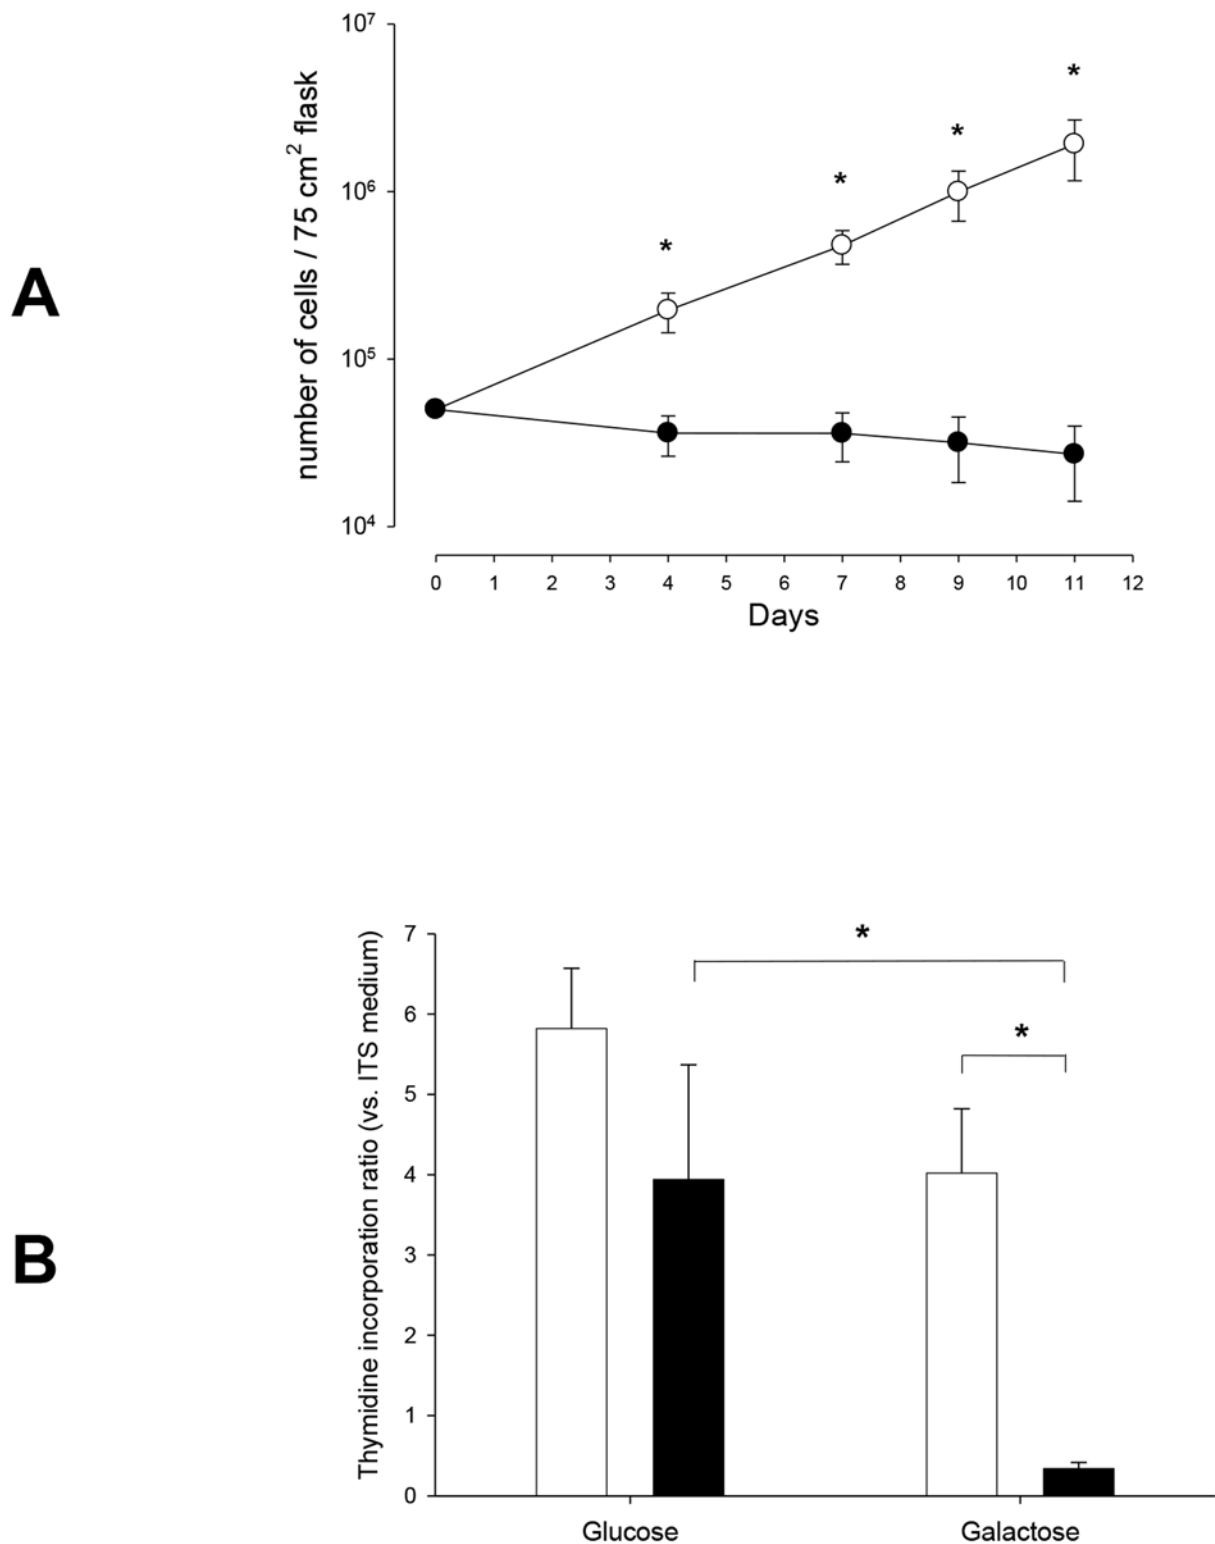 A
number of cells / 75 cm² flask
10⁷
10⁶
10⁵
10⁴
*
*
*
*
0 1 2 3 4 5 6 7 8 9 10 11 12
Days
B
Thymidine incorporation ratio (vs. ITS medium)
7
6
5
4
3
2
1
0
*
*
Glucose Galactose